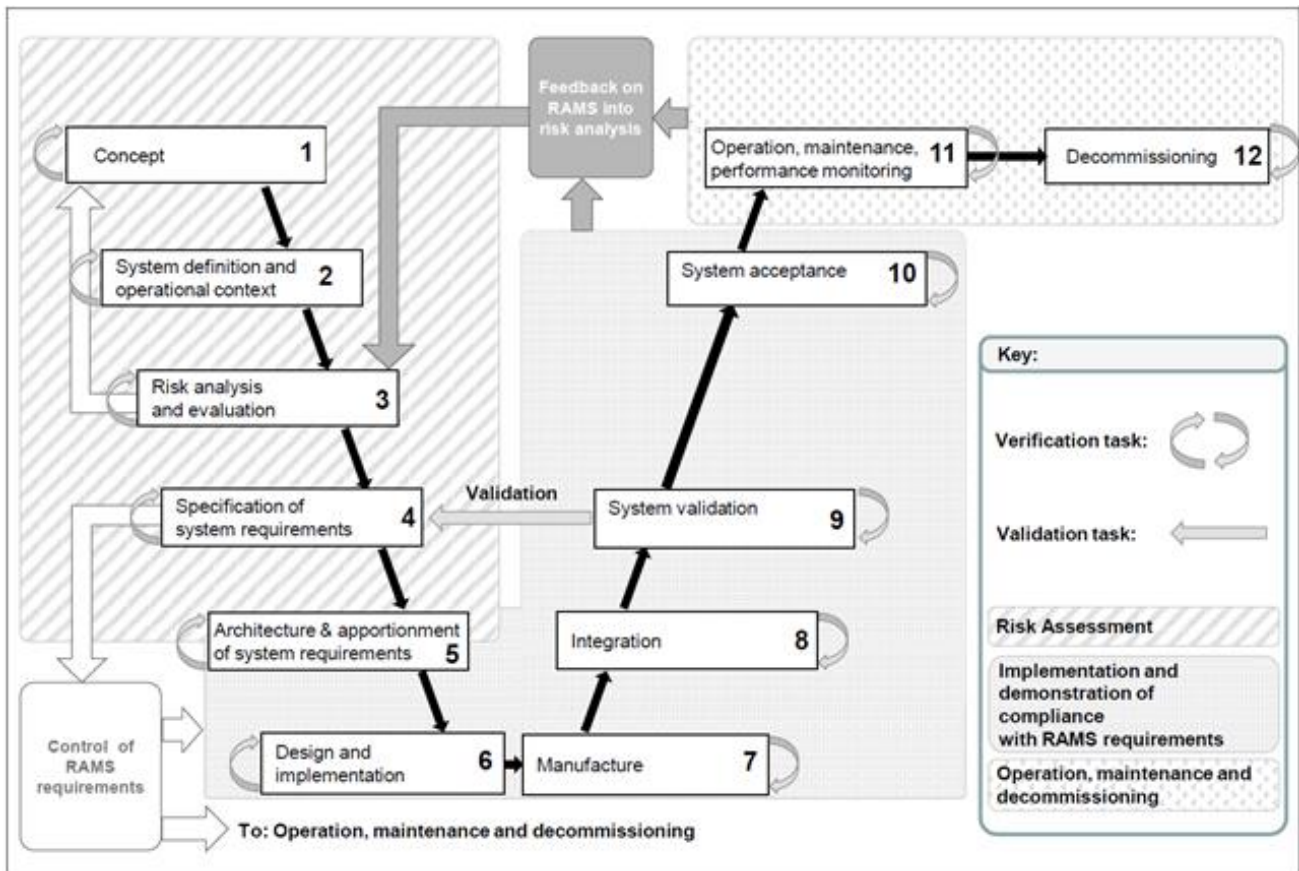 Feedback on
RAMS into
risk analysis
Concept 1
Operation, maintenance, 11
performance monitoring
Decommissioning 12
System definition and 2
operational context
System acceptance 10
Risk analysis 3
and evaluation
Key:
Verification task:
Specification of 4
system requirements
Validation
System validation 9
Validation task:
Architecture & apportionment
of system requirements 5
Integration 8
Risk Assessment
Implementation and
demonstration of
compliance
with RAMS requirements
Control of
RAMS
requirements
Design and 6
implementation
Manufacture 7
Operation, maintenance and
decommissioning
To: Operation, maintenance and decommissioning